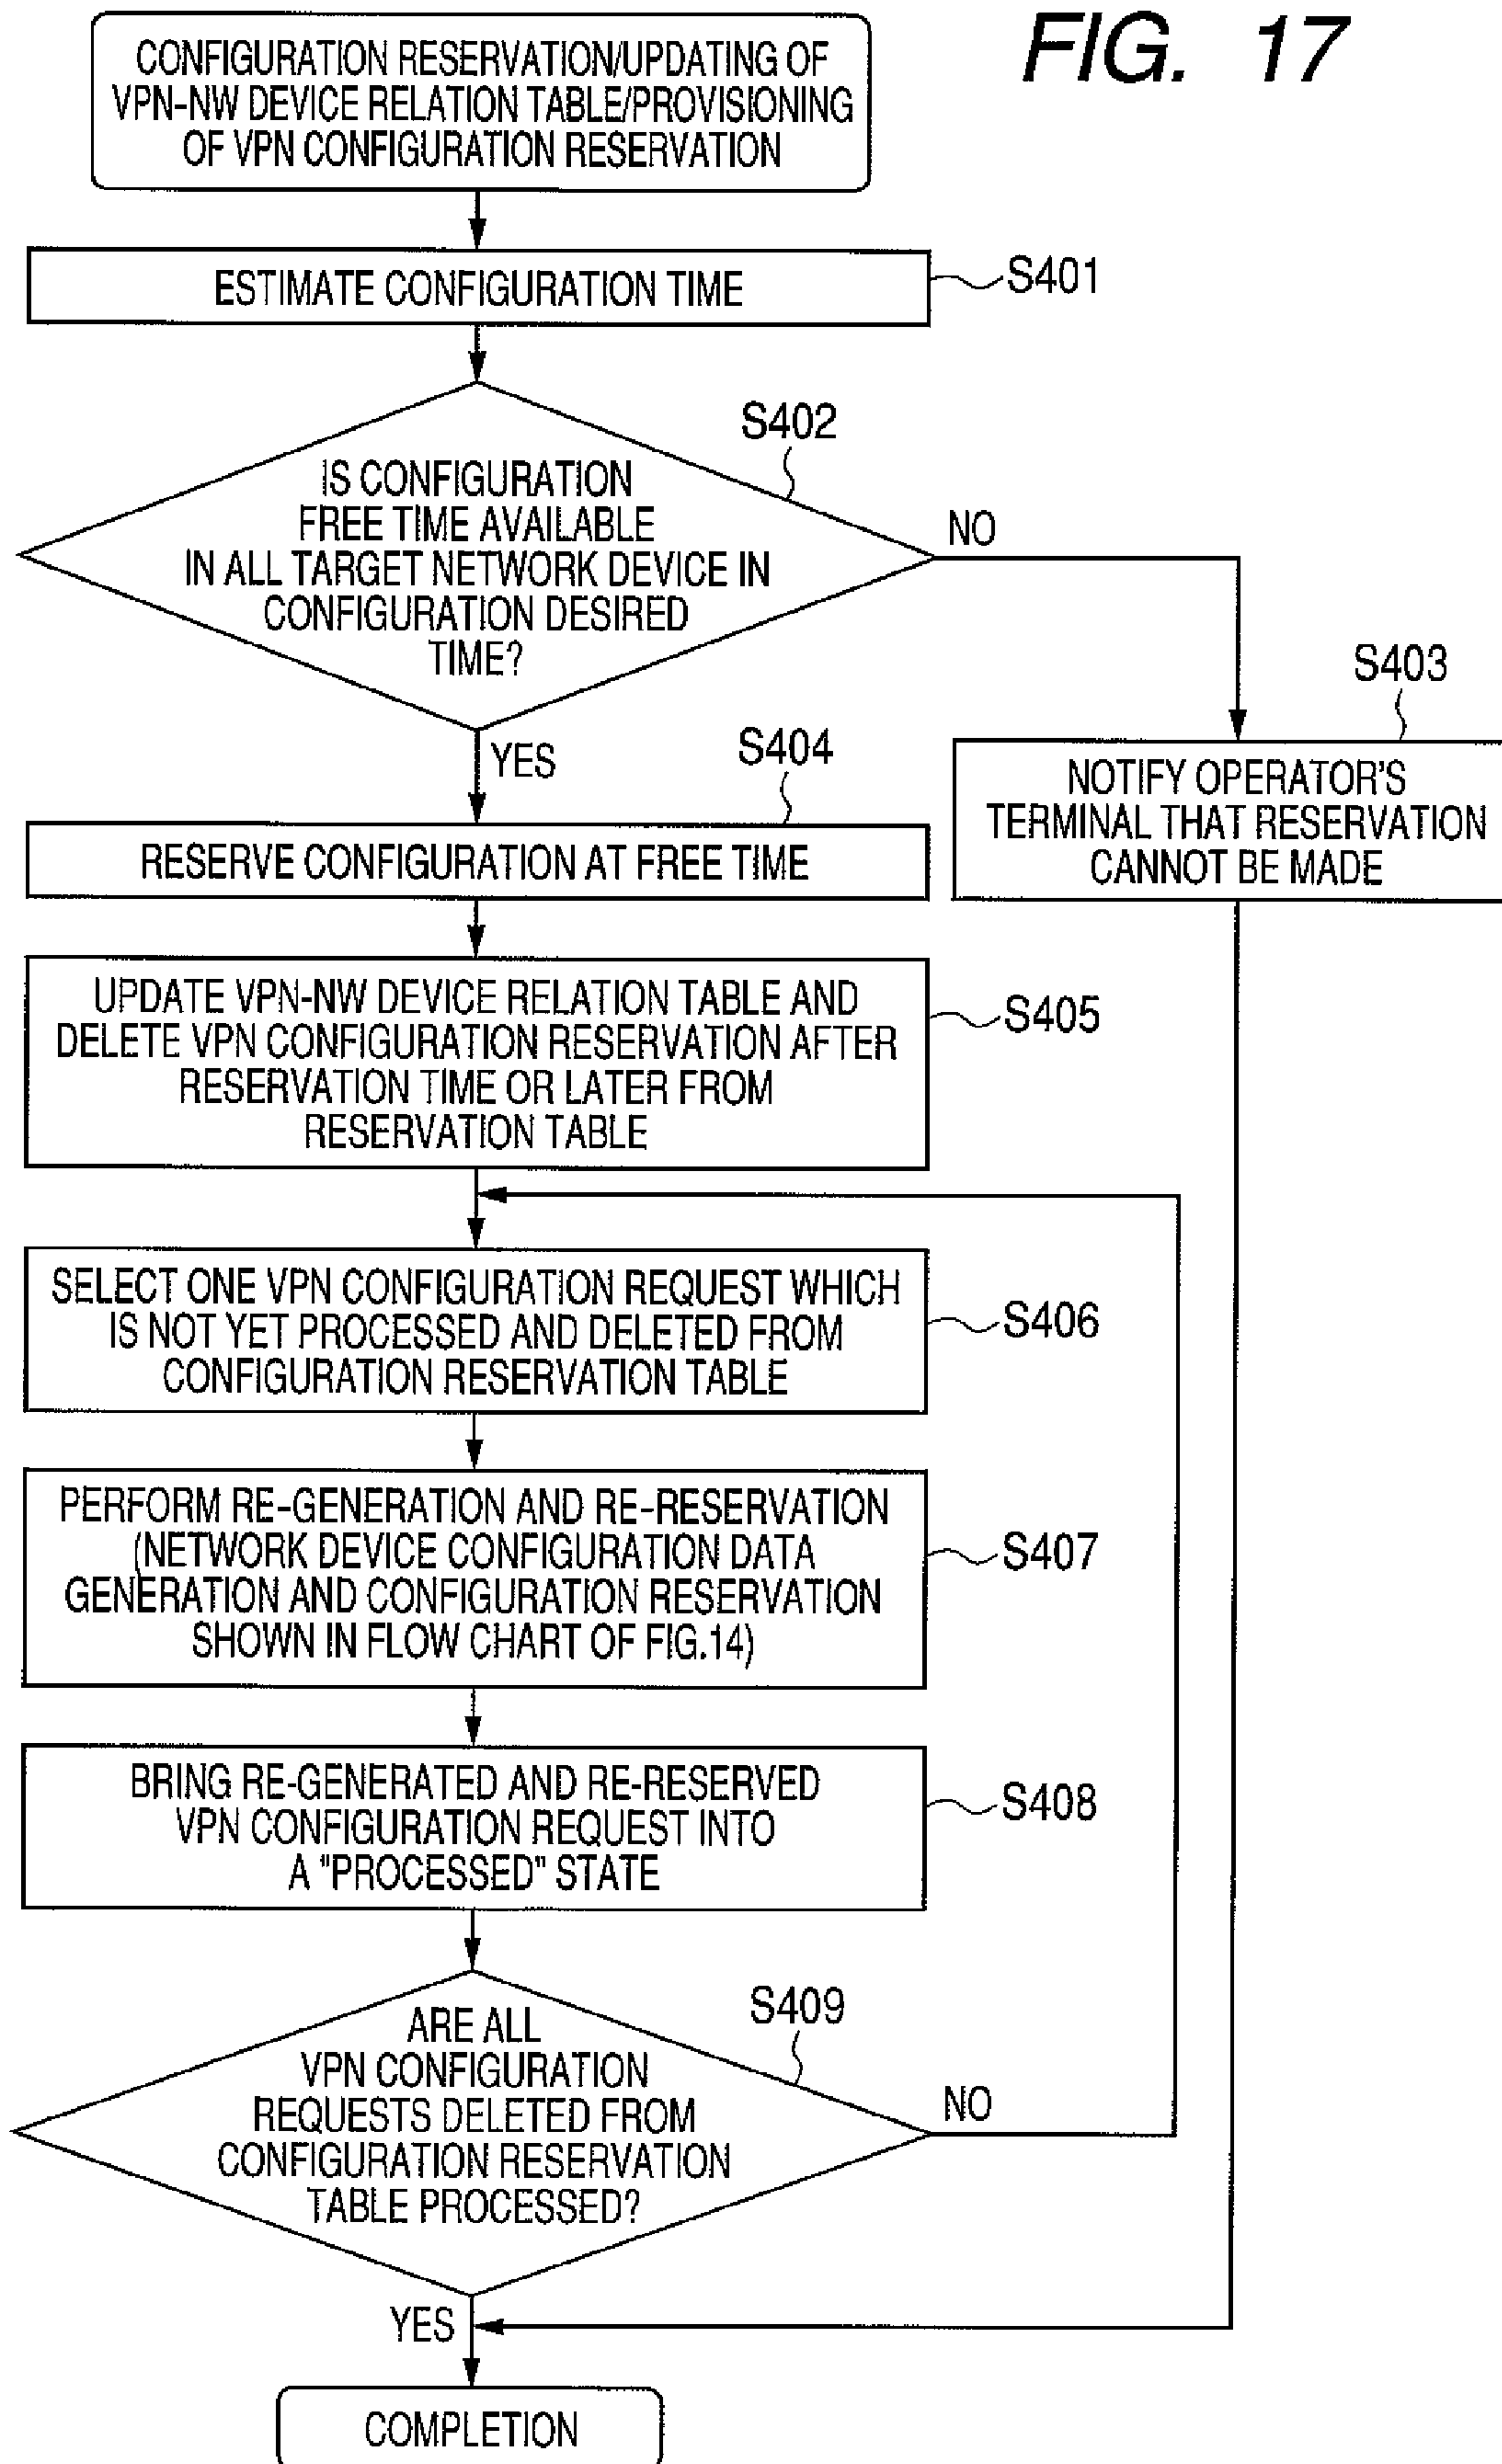 FIG. 17
CONFIGURATION RESERVATION/UPDATING OF
VPN-NW DEVICE RELATION TABLE/PROVISIONING
OF VPN CONFIGURATION RESERVATION
ESTIMATE CONFIGURATION TIME
S401
S402
IS CONFIGURATION
FREE TIME AVAILABLE
IN ALL TARGET NETWORK DEVICE IN
CONFIGURATION DESIRED
TIME?
NO
YES
S403
NOTIFY OPERATOR'S
TERMINAL THAT RESERVATION
CANNOT BE MADE
S404
RESERVE CONFIGURATION AT FREE TIME
UPDATE VPN-NW DEVICE RELATION TABLE AND
DELETE VPN CONFIGURATION RESERVATION AFTER
RESERVATION TIME OR LATER FROM
RESERVATION TABLE
S405
SELECT ONE VPN CONFIGURATION REQUEST WHICH
IS NOT YET PROCESSED AND DELETED FROM
CONFIGURATION RESERVATION TABLE
S406
PERFORM RE-GENERATION AND RE-RESERVATION
(NETWORK DEVICE CONFIGURATION DATA
GENERATION AND CONFIGURATION RESERVATION
SHOWN IN FLOW CHART OF FIG.14)
S407
BRING RE-GENERATED AND RE-RESERVED
VPN CONFIGURATION REQUEST INTO
A "PROCESSED" STATE
S408
S409
ARE ALL
VPN CONFIGURATION
REQUESTS DELETED FROM
CONFIGURATION RESERVATION
TABLE PROCESSED?
NO
YES
COMPLETION